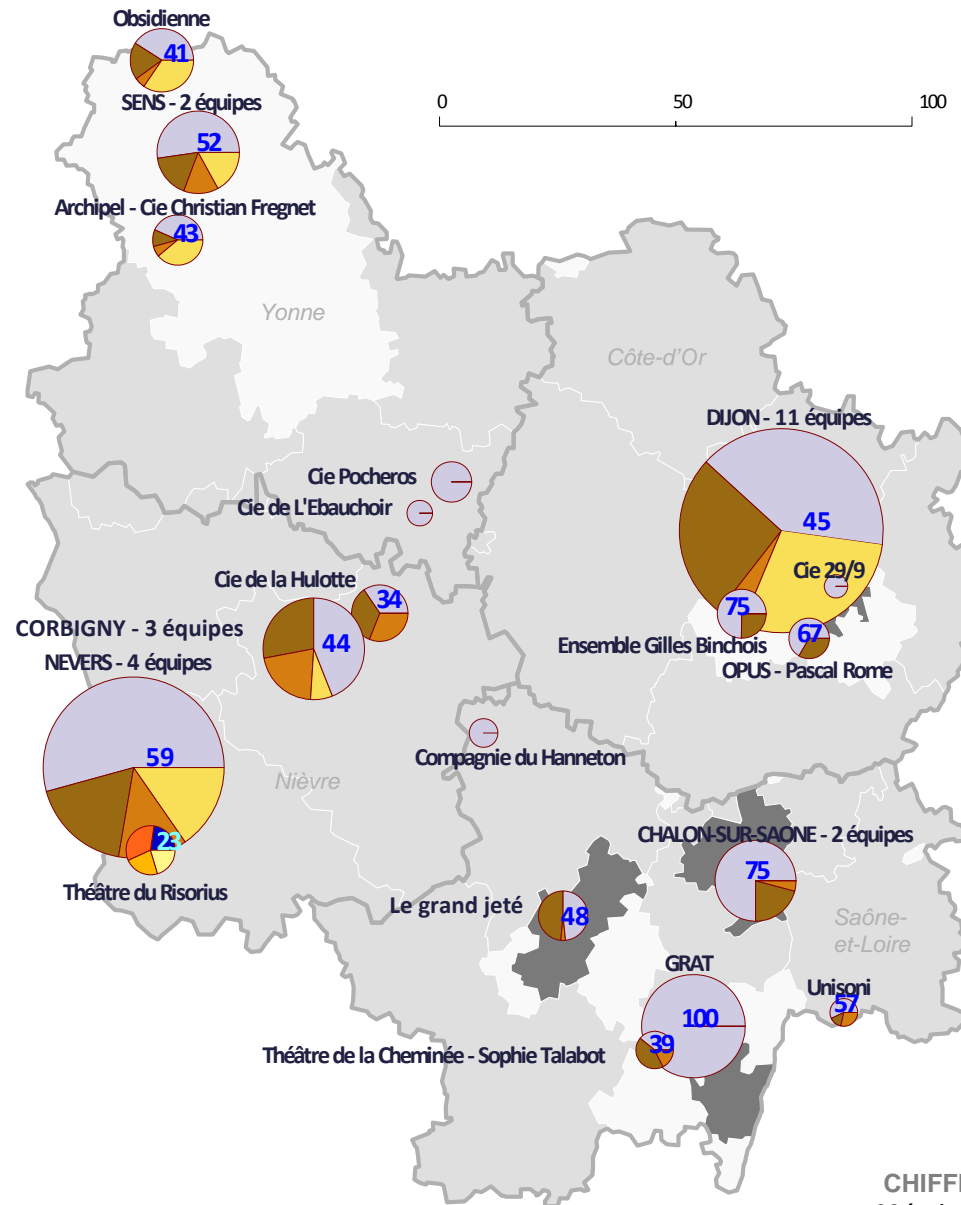 Obsidienne
41
0 50 100
SENS - 2 équipes
52
Archipel - Cie Christian Fregnet
43
Yonne
Côte-d'Or
DIJON - 11 équipes
45
Cie Pocheros
Cie de L'Ebauchoir
Cie 29/9
Cie de la Hulotte
34
75
CORBIGNY - 3 équipes
44
Ensemble Gilles Binchois
67
NEVERS - 4 équipes
OPUS - Pascal Rome
59
Compagnie du Hanneton
Nièvre
23
CHALON-SUR-SAONE - 2 équipes
75
Théâtre du Risorius
Le grand jeté
48
Saône-
et-Loire
GRAT
Unisoni
57
100
Théâtre de la Cheminée - Sophie Talabot
39